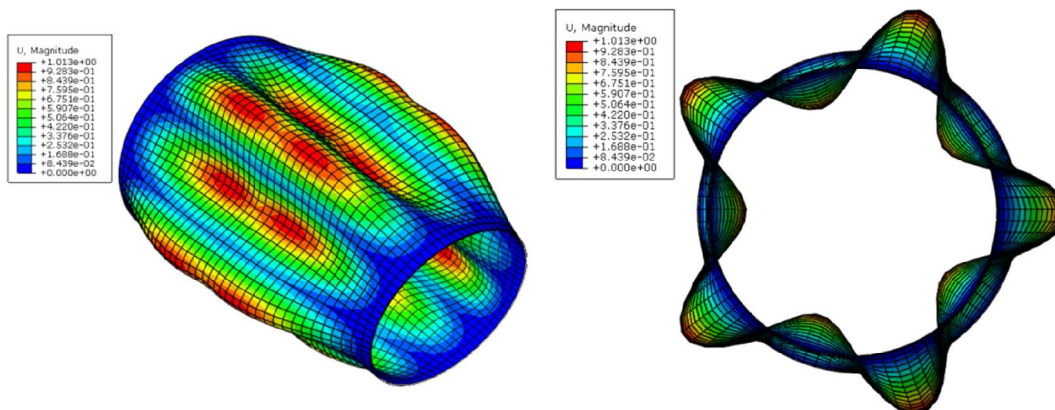 U, Magnitude
+1.013e+00
+9.283e-01
+8.439e-01
+7.595e-01
+6.751e-01
+5.907e-01
+5.064e-01
+4.220e-01
+3.376e-01
+2.532e-01
+1.688e-01
+8.439e-02
+0.000e+00
U, Magnitude
+1.013e+00
+9.283e-01
+8.439e-01
+7.595e-01
+6.751e-01
+5.907e-01
+5.064e-01
+4.220e-01
+3.376e-01
+2.532e-01
+1.688e-01
+8.439e-02
+0.000e+00